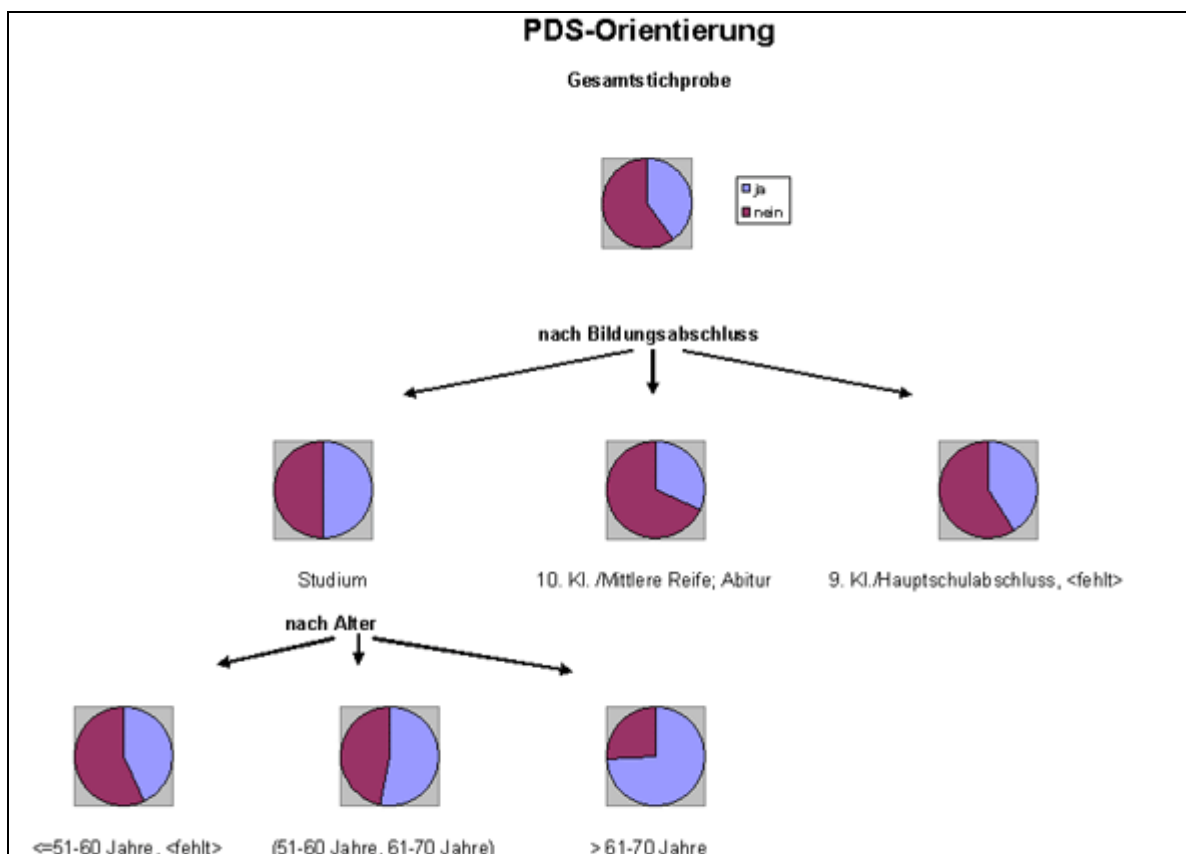 PDS-Orientierung
Gesamtstichprobe
ja
nein
nach Bildungsabschluss
Studium
10. Kl. /Mittlere Reife; Abitur
9. Kl./Hauptschulabschluss, <fehlt>
nach Alter
<=51-60 Jahre, <fehlt>
(51-60 Jahre, 61-70 Jahre)
> 61-70 Jahre